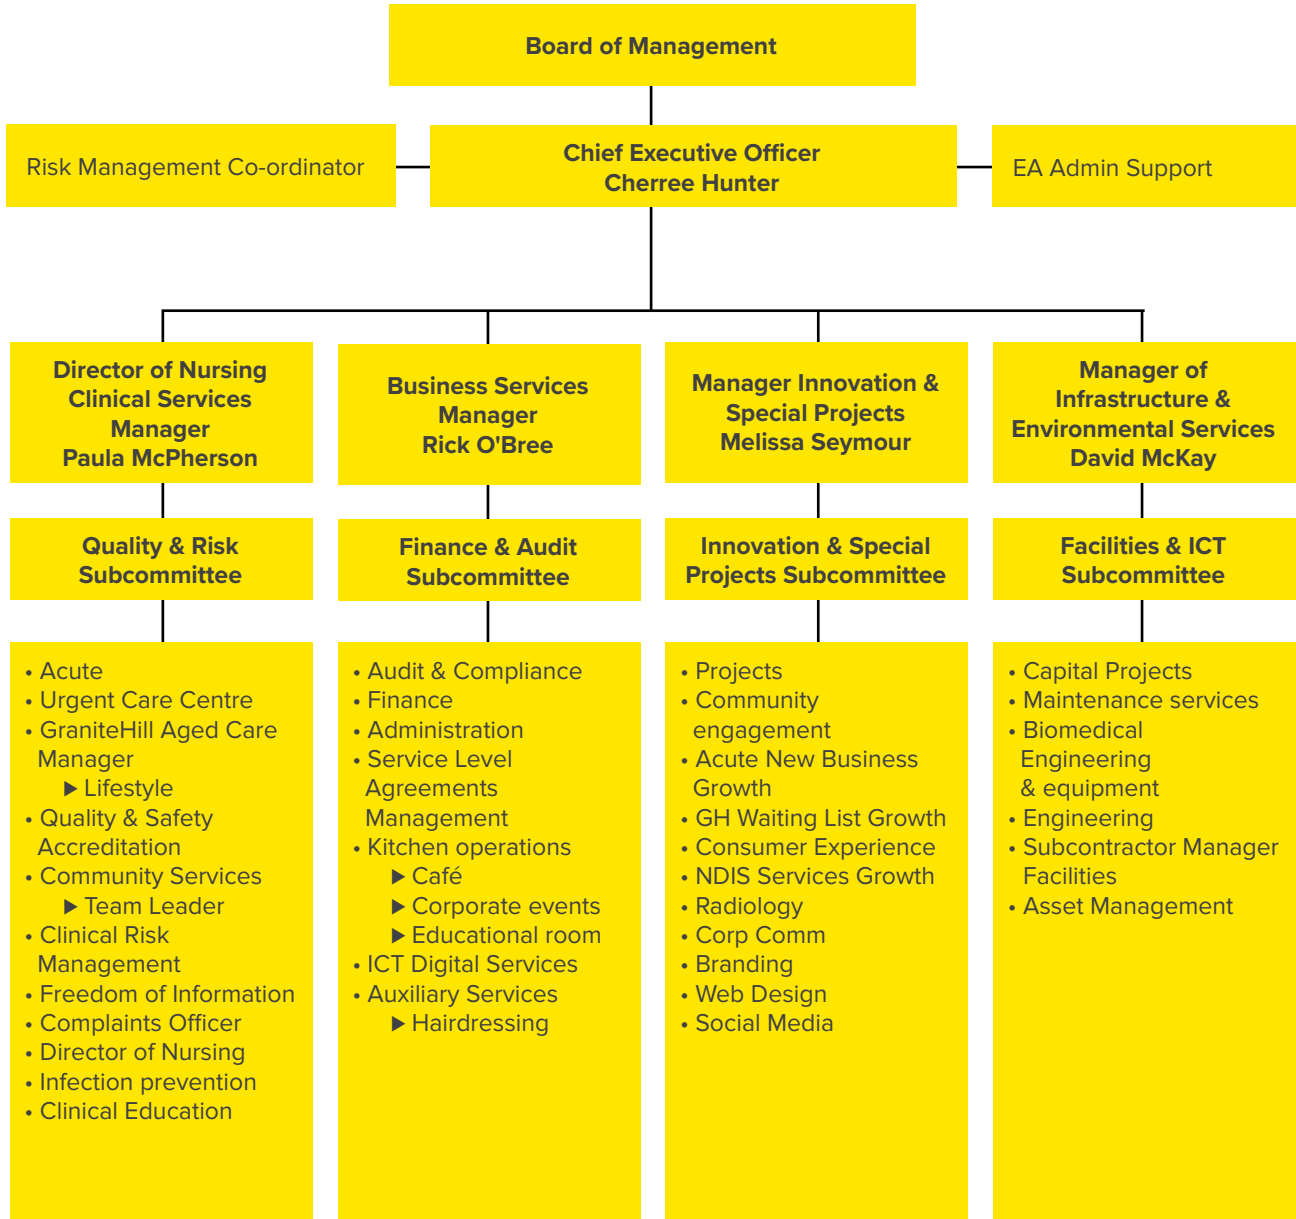 Board of Management
Risk Management Co-ordinator
Chief Executive Officer
Cherree Hunter
EA Admin Support
Director of Nursing
Clinical Services
Manager
Paula McPherson
Business Services
Manager
Rick O'Bree
Manager Innovation &
Special Projects
Melissa Seymour
Manager of
Infrastructure &
Environmental Services
David McKay
Quality & Risk
Subcommittee
Finance & Audit
Subcommittee
Innovation & Special
Projects Subcommittee
Facilities & ICT
Subcommittee
• Acute
• Urgent Care Centre
• GraniteHill Aged Care
Manager
▶ Lifestyle
• Quality & Safety
Accreditation
• Community Services
▶ Team Leader
• Clinical Risk
Management
• Freedom of Information
• Complaints Officer
• Director of Nursing
• Infection prevention
• Clinical Education
• Audit & Compliance
• Finance
• Administration
• Service Level
Agreements
Management
• Kitchen operations
▶ Café
▶ Corporate events
▶ Educational room
• ICT Digital Services
• Auxiliary Services
▶ Hairdressing
• Projects
• Community
engagement
• Acute New Business
Growth
• GH Waiting List Growth
• Consumer Experience
• NDIS Services Growth
• Radiology
• Corp Comm
• Branding
• Web Design
• Social Media
• Capital Projects
• Maintenance services
• Biomedical
Engineering
& equipment
• Engineering
• Subcontractor Manager
Facilities
• Asset Management